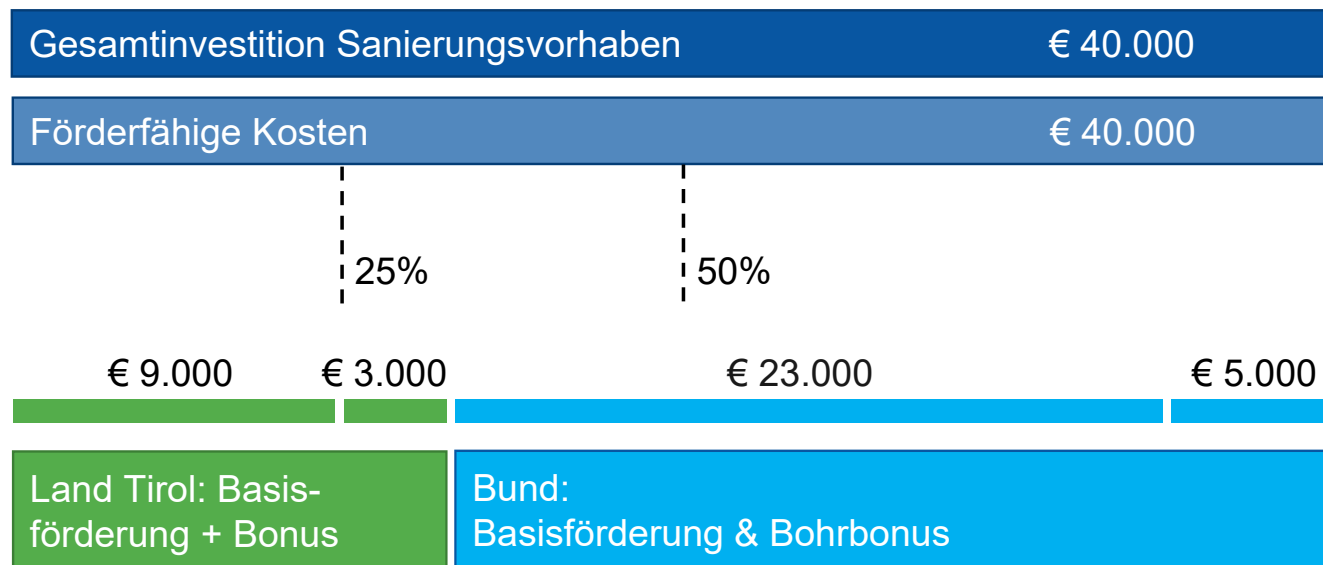 Gesamtinvestition Sanierungsvorhaben € 40.000
Förderfähige Kosten € 40.000
25% 50%
€ 9.000 € 3.000 € 23.000 € 5.000
Land Tirol: Basis-
förderung + Bonus
Bund:
Basisförderung & Bohrbonus